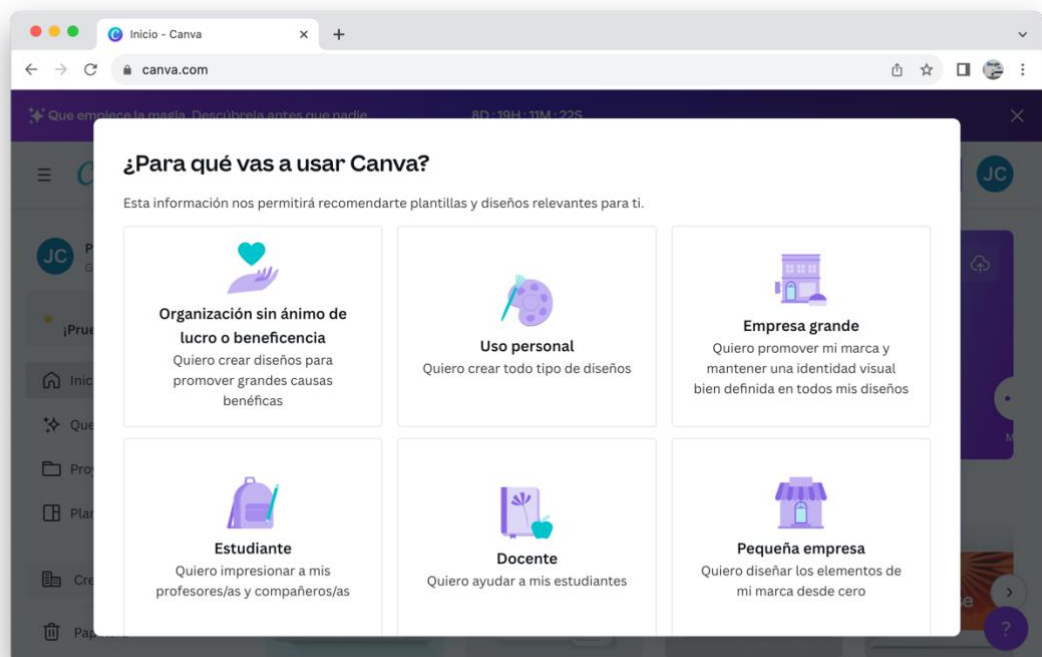 Inicio - Canva
canva.com
Que empiece la magia. Descúbrela antes que nadie. 8D : 19H : 11M : 22S
¿Para qué vas a usar Canva?
JC
Esta información nos permitirá recomendarte plantillas y diseños relevantes para ti.
JC
Organización sin ánimo de
lucro o beneficencia
Quiero crear diseños para
promover grandes causas
benéficas
Uso personal
Quiero crear todo tipo de diseños
Empresa grande
Quiero promover mi marca y
mantener una identidad visual
bien definida en todos mis diseños
¡Prue
Inic
Que
Pro
Plan
Cre
Pap
Estudiante
Quiero impresionar a mis
profesores/as y compañeros/as
Docente
Quiero ayudar a mis estudiantes
Pequeña empresa
Quiero diseñar los elementos de
mi marca desde cero
?